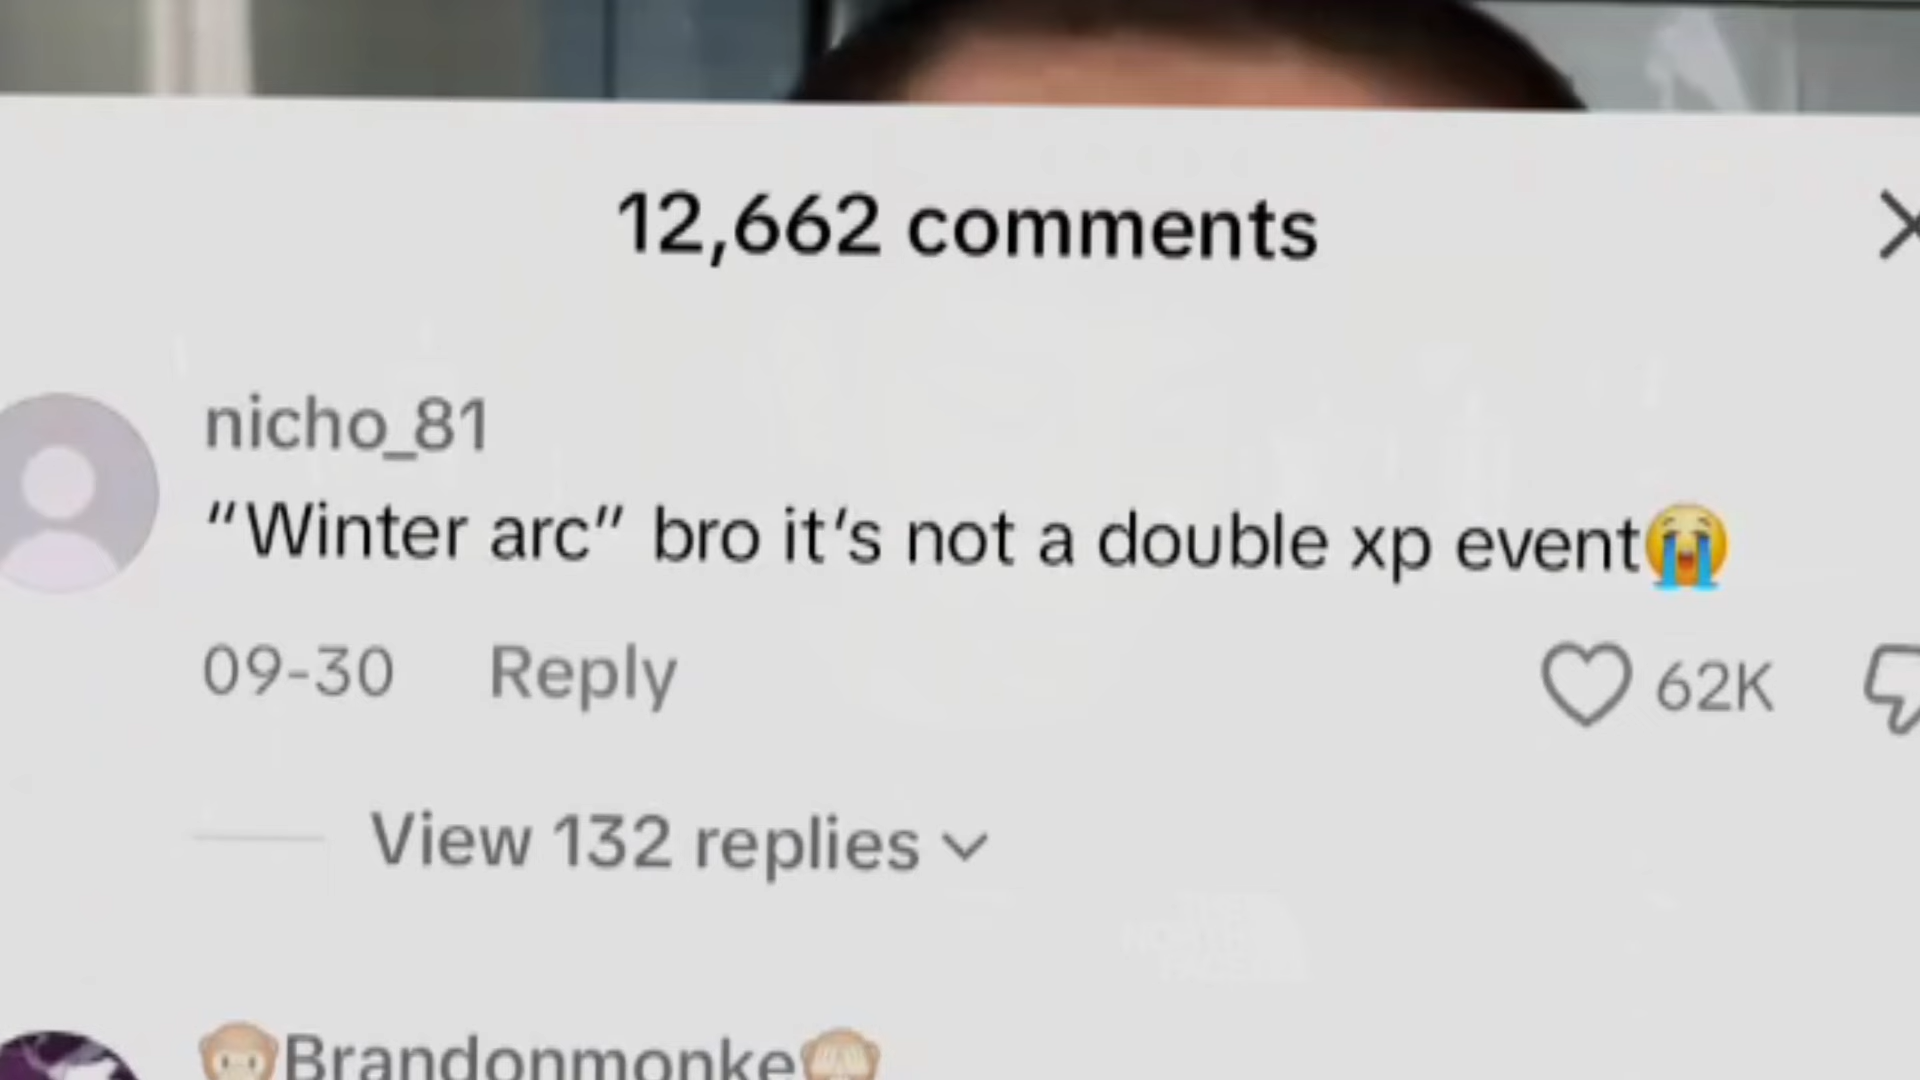 12,662 comments
nicho_81
“Winter arc” bro it’s not a double xp event😭
09-30 Reply 62K
View 132 replies
🐵Brandonmonke🙈